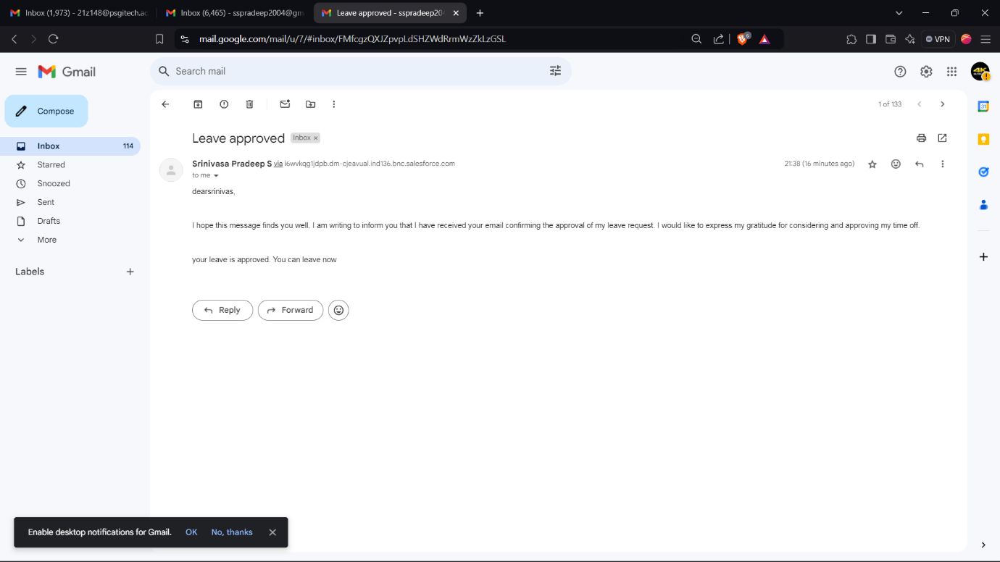 Inbox (1,973) - 21z148@psgitech.ac.
Inbox (6,465) - sspradeep2004@gm
Leave approved - sspradeep20
mail.google.com/mail/u/7/#inbox/FMfcgzQXJZpvpLdSHZWdRrmWzZkLzGSL
6
VPN
Gmail
Search mail
4K
Compose
1 of 133
31
Inbox 114
Starred
Snoozed
Sent
Drafts
More
Labels
Leave approved Inbox x
Srinivasa Pradeep S via i6wvkqg1jdpb.dm-cjeavual.ind136.bnc.salesforce.com
21:38 (16 minutes ago)
to me
dearsrinivas,
I hope this message finds you well. I am writing to inform you that I have received your email confirming the approval of my leave request. I would like to express my gratitude for considering and approving my time off.
your leave is approved. You can leave now
Reply
Forward
Enable desktop notifications for Gmail. OK No, thanks